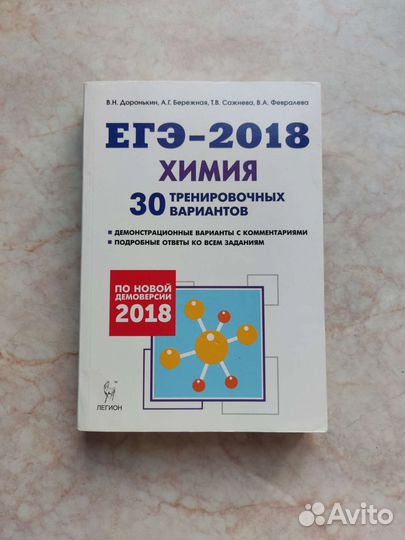 В.Н. Доронькин, А.Г. Бережная, Т.В. Сажнева, В.А. Февралева
ЕГЭ-2018
ХИМИЯ
30 ТРЕНИРОВОЧНЫХ
ВАРИАНТОВ
ДЕМОНСТРАЦИОННЫЕ ВАРИАНТЫ С КОММЕНТАРИЯМИ
ПОДРОБНЫЕ ОТВЕТЫ КО ВСЕМ ЗАДАНИЯМ
ПО НОВОЙ
ДЕМОВЕРСИИ
2018
ЛЕГИОН
Avito